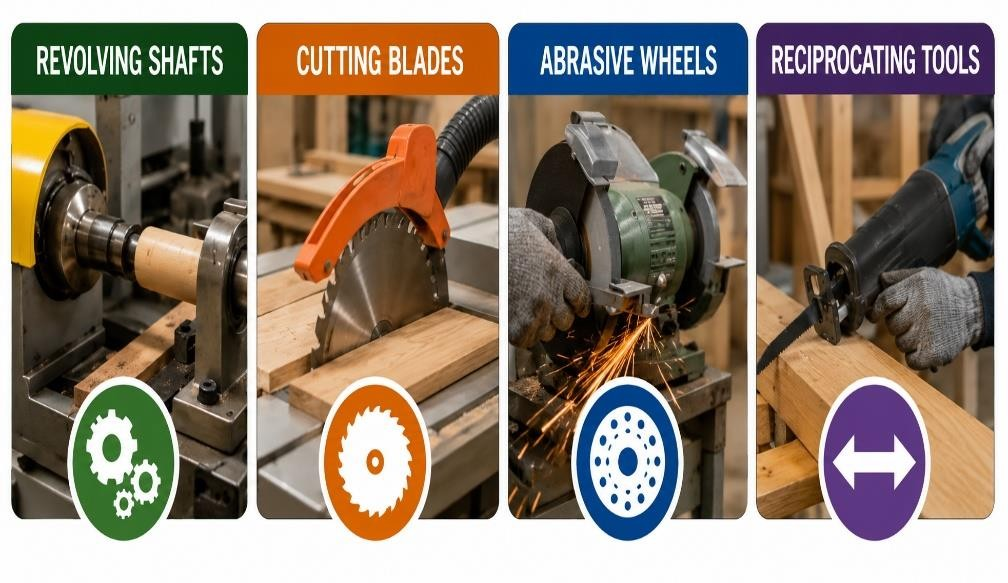 REVOLVING SHAFTS
CUTTING BLADES
ABRASIVE WHEELS
RECIPROCATING TOOLS